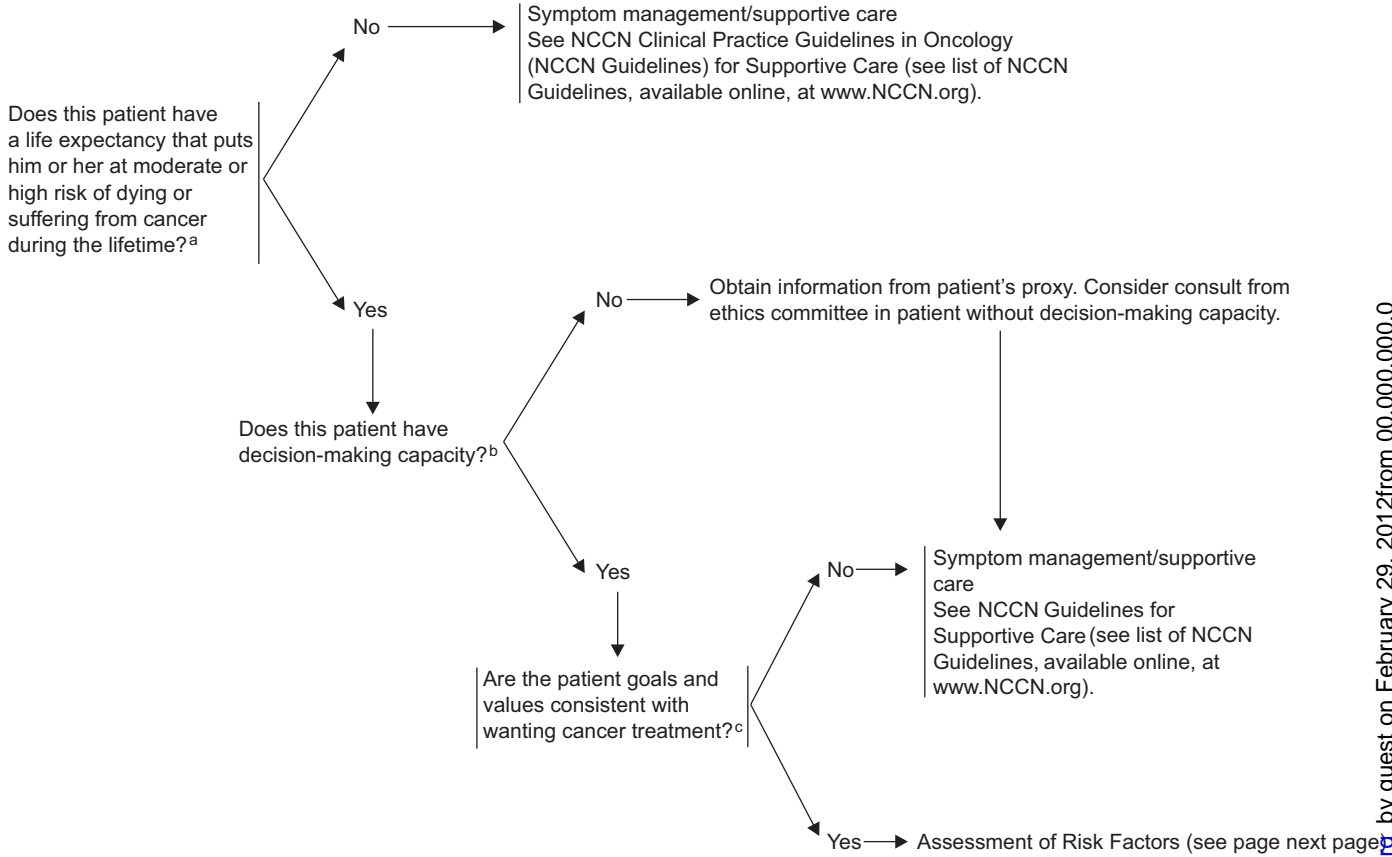 No
Symptom management/supportive care
See NCCN Clinical Practice Guidelines in Oncology
(NCCN Guidelines) for Supportive Care (see list of NCCN
Guidelines, available online, at www.NCCN.org).
Does this patient have
a life expectancy that puts
him or her at moderate or
high risk of dying or
suffering from cancer
during the lifetime?a
Yes
No
Obtain information from patient’s proxy. Consider consult from
ethics committee in patient without decision-making capacity.
Does this patient have
decision-making capacity?b
Yes
No
Symptom management/supportive
care
See NCCN Guidelines for
Supportive Care (see list of NCCN
Guidelines, available online, at
www.NCCN.org).
Are the patient goals and
values consistent with
wanting cancer treatment?c
Yes
Assessment of Risk Factors (see page next page)
by guest on February 29, 2012from 00.000.000.0